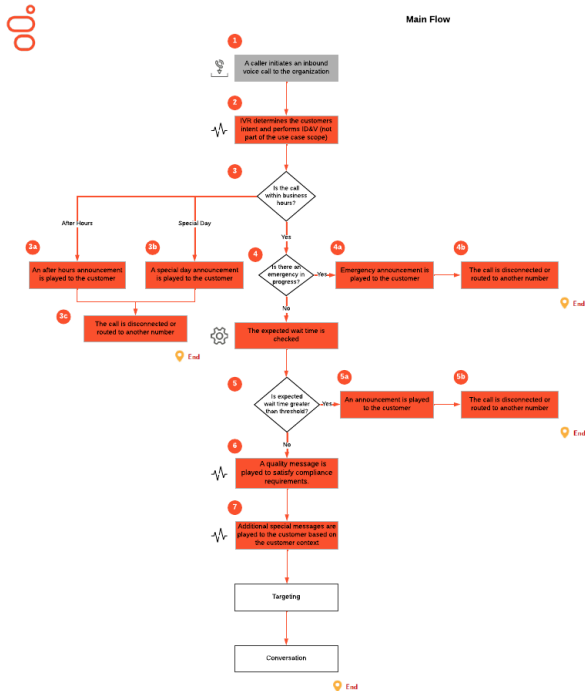 Main Flow
1
A caller initiates an inbound
voice call to the organization
2
IVR determines the customers
intent and performs ID&V (not
part of the use case scope)
3
Is the call
within business
hours?
After Hours
Special Day
Yes
3a
An after hours announcement
is played to the customer
3b
A special day announcement
is played to the customer
4
Is there an
emergency in
progress?
Yes
4a
Emergency announcement is
played to the customer
4b
The call is disconnected or
routed to another number
End
No
3c
The call is disconnected or
routed to another number
End
The expected wait time is
checked
5
Is expected
wait time greater
than threshold?
Yes
5a
An announcement is played
to the customer
5b
The call is disconnected or
routed to another number
End
No
6
A quality message is
played to satisfy compliance
requirements.
7
Additional special messages are
played to the customer based on
the customer context
Targeting
Conversation
End